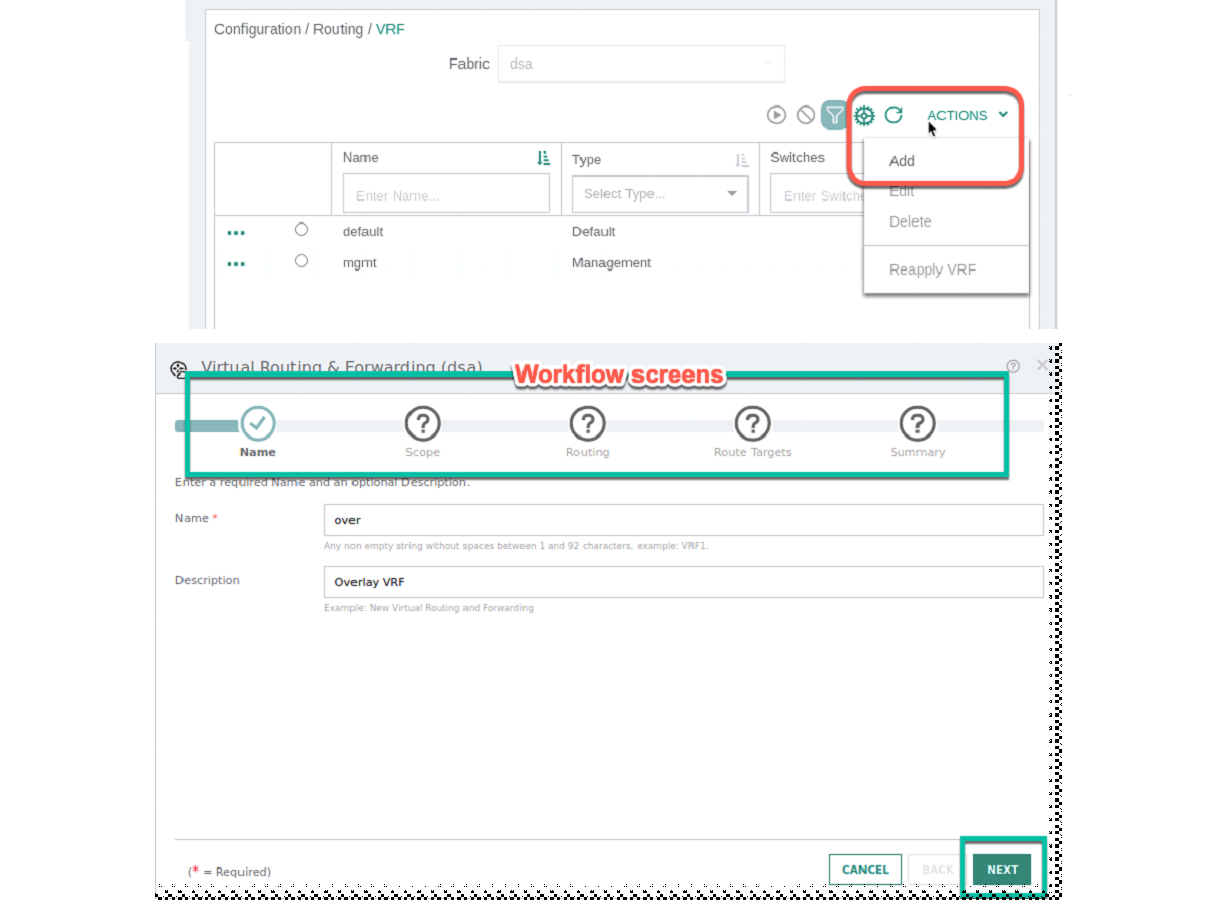 Configuration / Routing / VRF
Fabric dsa
ACTIONS
Name Type Switches Add
Enter Name... Select Type... Enter Switche Edit
default Default Delete
mgmt Management Reapply VRF
Virtual Routing & Forwarding (dsa)
Workflow screens
Name Scope Routing Route Targets Summary
Enter a required Name and an optional Description.
Name * over
Any non empty string without spaces between 1 and 92 characters, example: VRF1.
Description Overlay VRF
Example: New Virtual Routing and Forwarding
(* = Required) CANCEL BACK NEXT